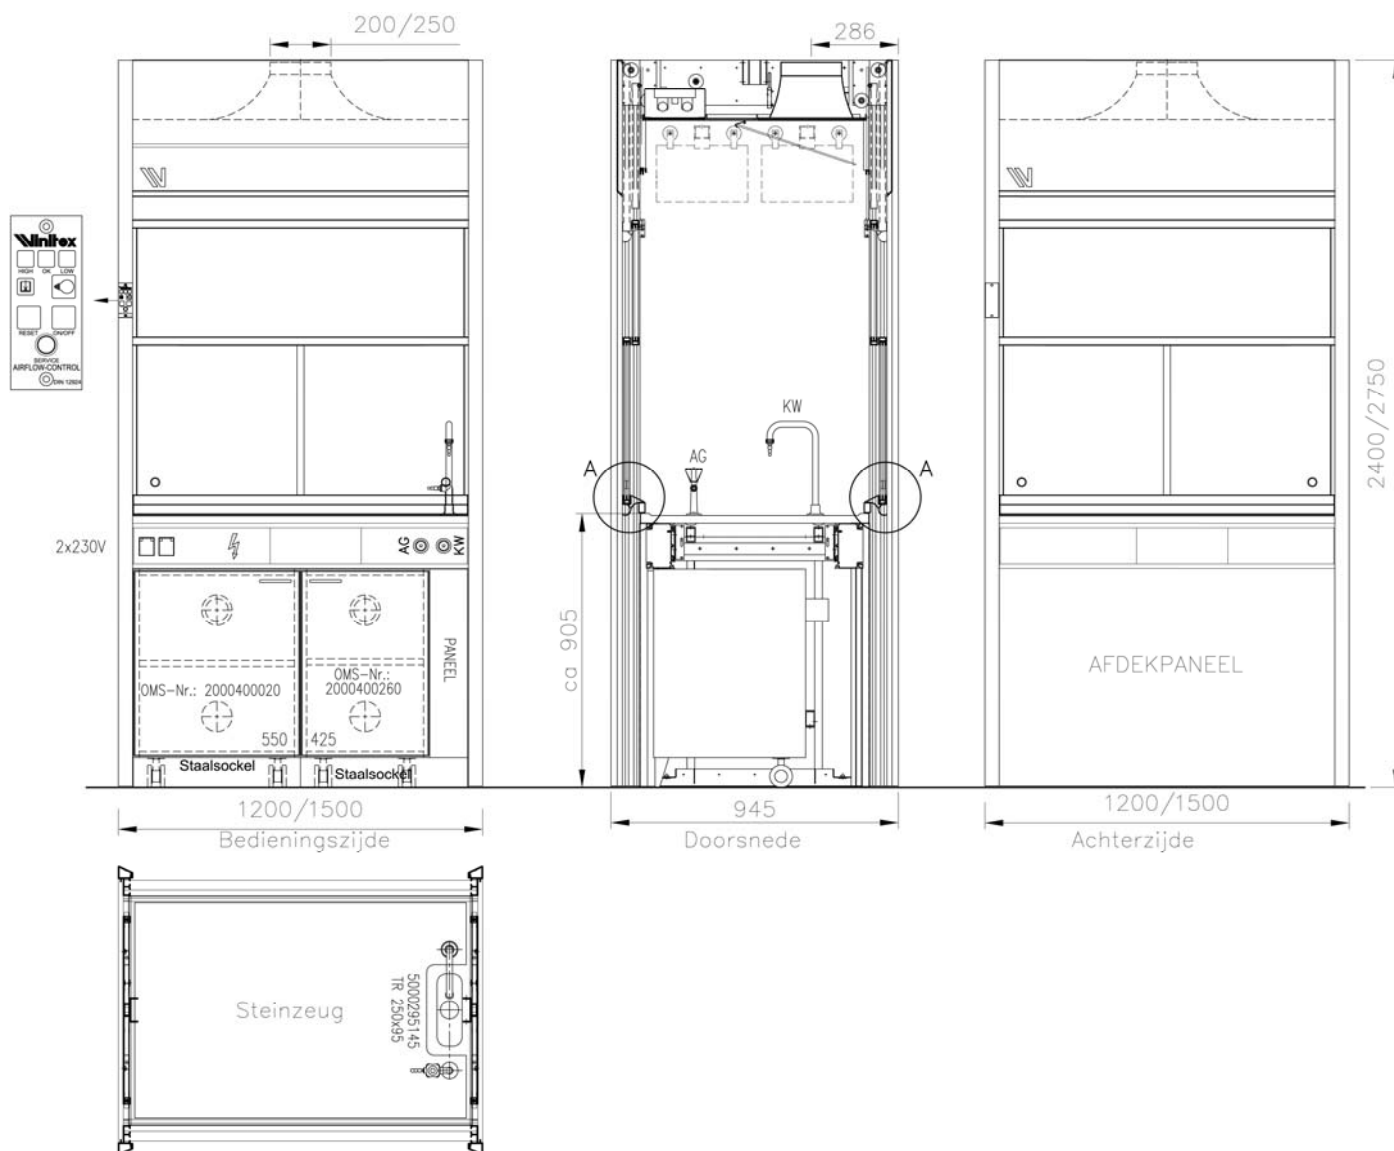 200/250
286
Winitex
HIGH OK LOW
RESET ON/OFF
SERVICE
AIRFLOW-CONTROL
DIN 12924
2400/2750
KW
AG
A
A
2x230V
AG
KW
ca 905
PANEEL
OMS-Nr.: 2000400020
OMS-Nr.:
2000400260
550
425
Staalsockel
Staalsockel
AFDEKPANEEL
1200/1500
945
1200/1500
Bedieningszijde
Doorsnede
Achterzijde
Steinzeug
5000295145
TR 250x95